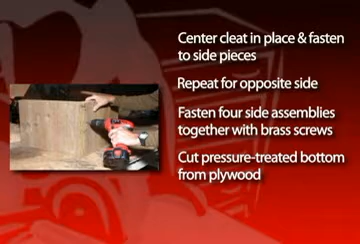 Center cleat in place & fasten
to side pieces
Repeat for opposite side
Fasten four side assemblies
together with brass screws
Cut pressure-treated bottom
from plywood